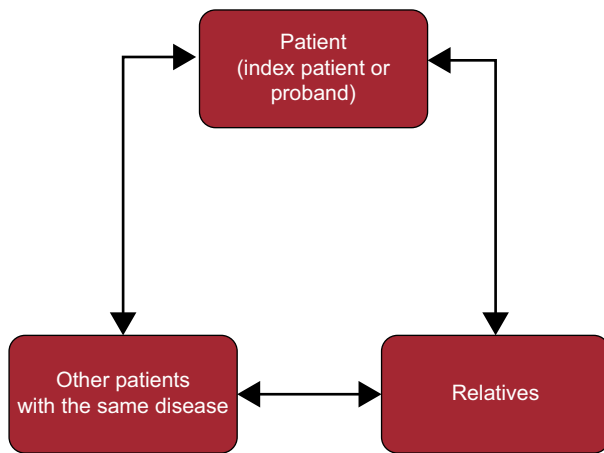 Patient
(index patient or
proband)
Other patients
with the same disease
Relatives